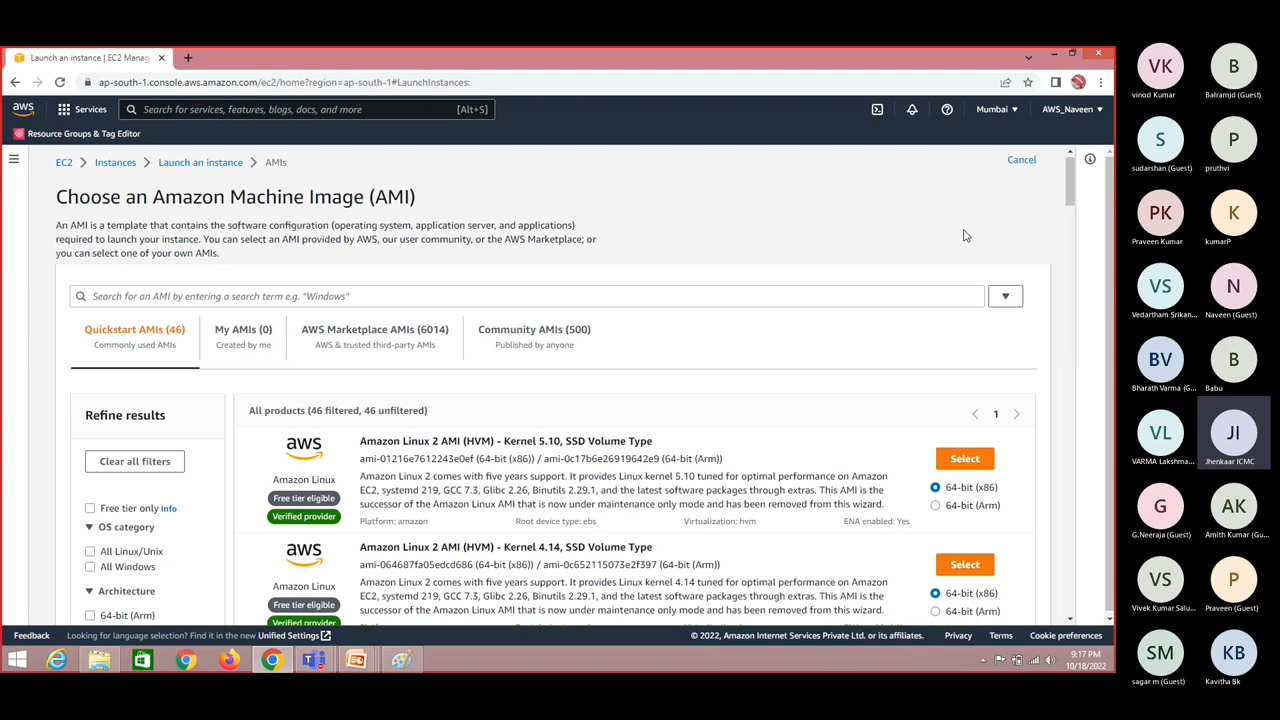 Launch an instance | EC2 Manag
ap-south-1.console.aws.amazon.com/ec2/home?region=ap-south-1#LaunchInstances:
aws
Services
Search for services, features, blogs, docs, and more
[Alt+S]
Mumbai
AWS_Naveen
Resource Groups & Tag Editor
EC2
Instances
Launch an instance
AMIs
Cancel
Choose an Amazon Machine Image (AMI)
An AMI is a template that contains the software configuration (operating system, application server, and applications)
required to launch your instance. You can select an AMI provided by AWS, our user community, or the AWS Marketplace; or
you can select one of your own AMIs.
Search for an AMI by entering a search term e.g. "Windows"
Quickstart AMIs (46)
Commonly used AMIs
My AMIs (0)
Created by me
AWS Marketplace AMIs (6014)
AWS & trusted third-party AMIs
Community AMIs (500)
Published by anyone
Refine results
Clear all filters
Free tier only Info
OS category
All Linux/Unix
All Windows
Architecture
64-bit (Arm)
All products (46 filtered, 46 unfiltered)
1
aws
Amazon Linux
Free tier eligible
Verified provider
Amazon Linux 2 AMI (HVM) - Kernel 5.10, SSD Volume Type
ami-01216e7612243e0ef (64-bit (x86)) / ami-0c17b6e26919642e9 (64-bit (Arm))
Amazon Linux 2 comes with five years support. It provides Linux kernel 5.10 tuned for optimal performance on Amazon
EC2, systemd 219, GCC 7.3, Glibc 2.26, Binutils 2.29.1, and the latest software packages through extras. This AMI is the
successor of the Amazon Linux AMI that is now under maintenance only mode and has been removed from this wizard.
Platform: amazon
Root device type: ebs
Virtualization: hvm
ENA enabled: Yes
Select
64-bit (x86)
64-bit (Arm)
aws
Amazon Linux
Free tier eligible
Verified provider
Amazon Linux 2 AMI (HVM) - Kernel 4.14, SSD Volume Type
ami-064687fa05edcd686 (64-bit (x86)) / ami-0c652115073e2f397 (64-bit (Arm))
Amazon Linux 2 comes with five years support. It provides Linux kernel 4.14 tuned for optimal performance on Amazon
EC2, systemd 219, GCC 7.3, Glibc 2.26, Binutils 2.29.1, and the latest software packages through extras. This AMI is the
successor of the Amazon Linux AMI that is now under maintenance only mode and has been removed from this wizard.
Select
64-bit (x86)
64-bit (Arm)
Feedback
Looking for language selection? Find it in the new Unified Settings
© 2022, Amazon Internet Services Private Ltd. or its affiliates.
Privacy
Terms
Cookie preferences
9:17 PM
10/18/2022
VK
vinod Kumar
B
Balramjd (Guest)
S
sudarshan (Guest)
P
pruthvi
PK
Praveen Kumar
K
kumarP
VS
Vedartham Srikan...
N
Naveen (Guest)
BV
Bharath Varma (G...
B
Babu
VL
VARMA Lakshma...
JI
Jhenkaar ICMC
G
G.Neeraja (Guest)
AK
Amith Kumar (Gu...
VS
Vivek Kumar Salu...
P
Praveen (Guest)
SM
sagar m (Guest)
KB
Kavitha Bk